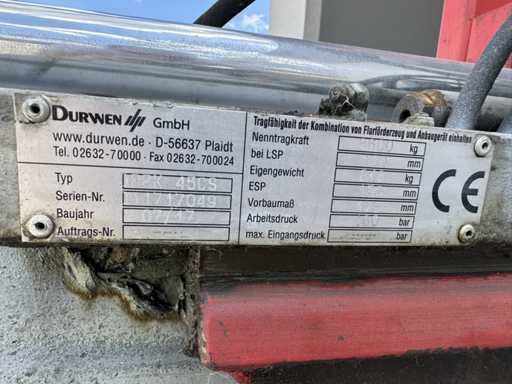 DURWEN GmbH
www.durwen.de · D-56637 Plaidt
Tel. 02632-70000 · Fax 02632-700024
Typ 45CS
Serien-Nr. 717049
Baujahr
Auftrags-Nr.
Tragfähigkeit der Kombination von Flurförderzeug und Anbaugerät einhalten
Nenntragkraft kg
bei LSP mm
Eigengewicht kg
ESP mm
Vorbaumaß mm
Arbeitsdruck bar
max. Eingangsdruck bar
CE